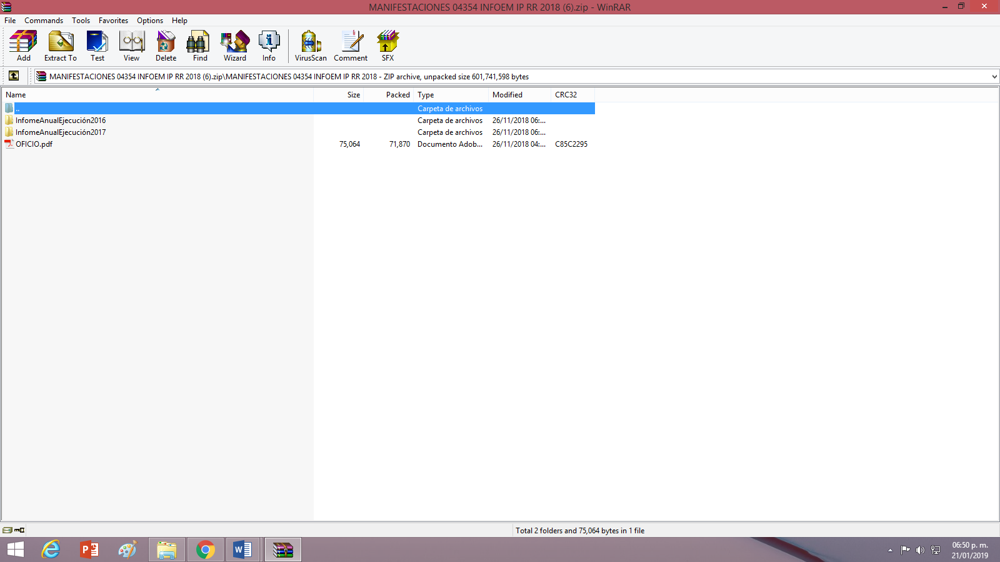 MANIFESTACIONES 04354 INFOEM IP RR 2018 (6).zip - WinRAR
File Commands Tools Favorites Options Help
Add Extract To Test View Delete Find Wizard Info VirusScan Comment SFX
MANIFESTACIONES 04354 INFOEM IP RR 2018 (6).zip\MANIFESTACIONES 04354 INFOEM IP RR 2018 - ZIP archive, unpacked size 601,741,598 bytes
Name Size Packed Type Modified CRC32
.. Carpeta de archivos
InfomeAnualEjecución2016 Carpeta de archivos 26/11/2018 06:...
InfomeAnualEjecución2017 Carpeta de archivos 26/11/2018 06:...
OFICIO.pdf 75,064 71,870 Documento Adob... 26/11/2018 04:... C85C2295
Total 2 folders and 75,064 bytes in 1 file
06:50 p. m.
21/01/2019